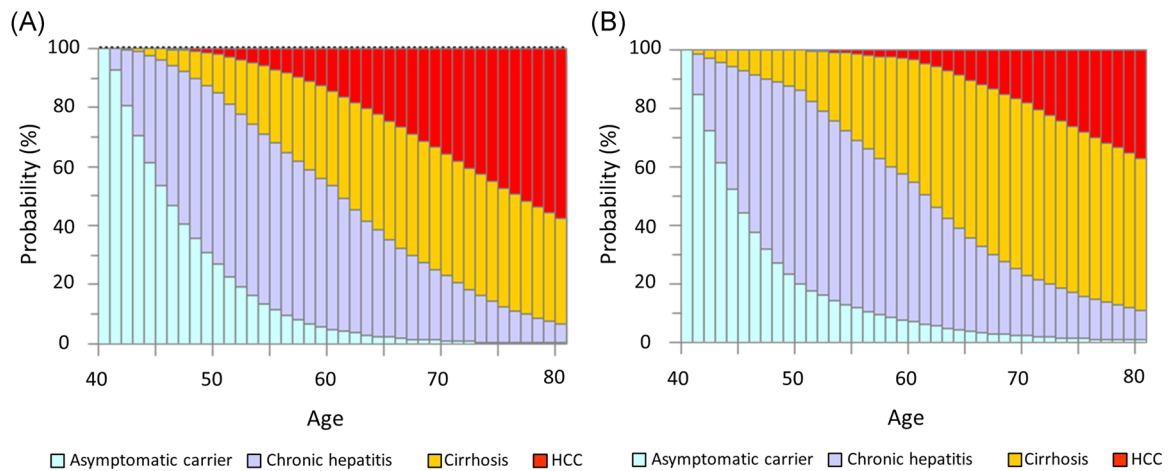 (A)
Probability (%)
100
80
60
40
20
0
40 50 60 70 80
Age
Asymptomatic carrier Chronic hepatitis Cirrhosis HCC
(B)
Probability (%)
100
80
60
40
20
0
40 50 60 70 80
Age
Asymptomatic carrier Chronic hepatitis Cirrhosis HCC